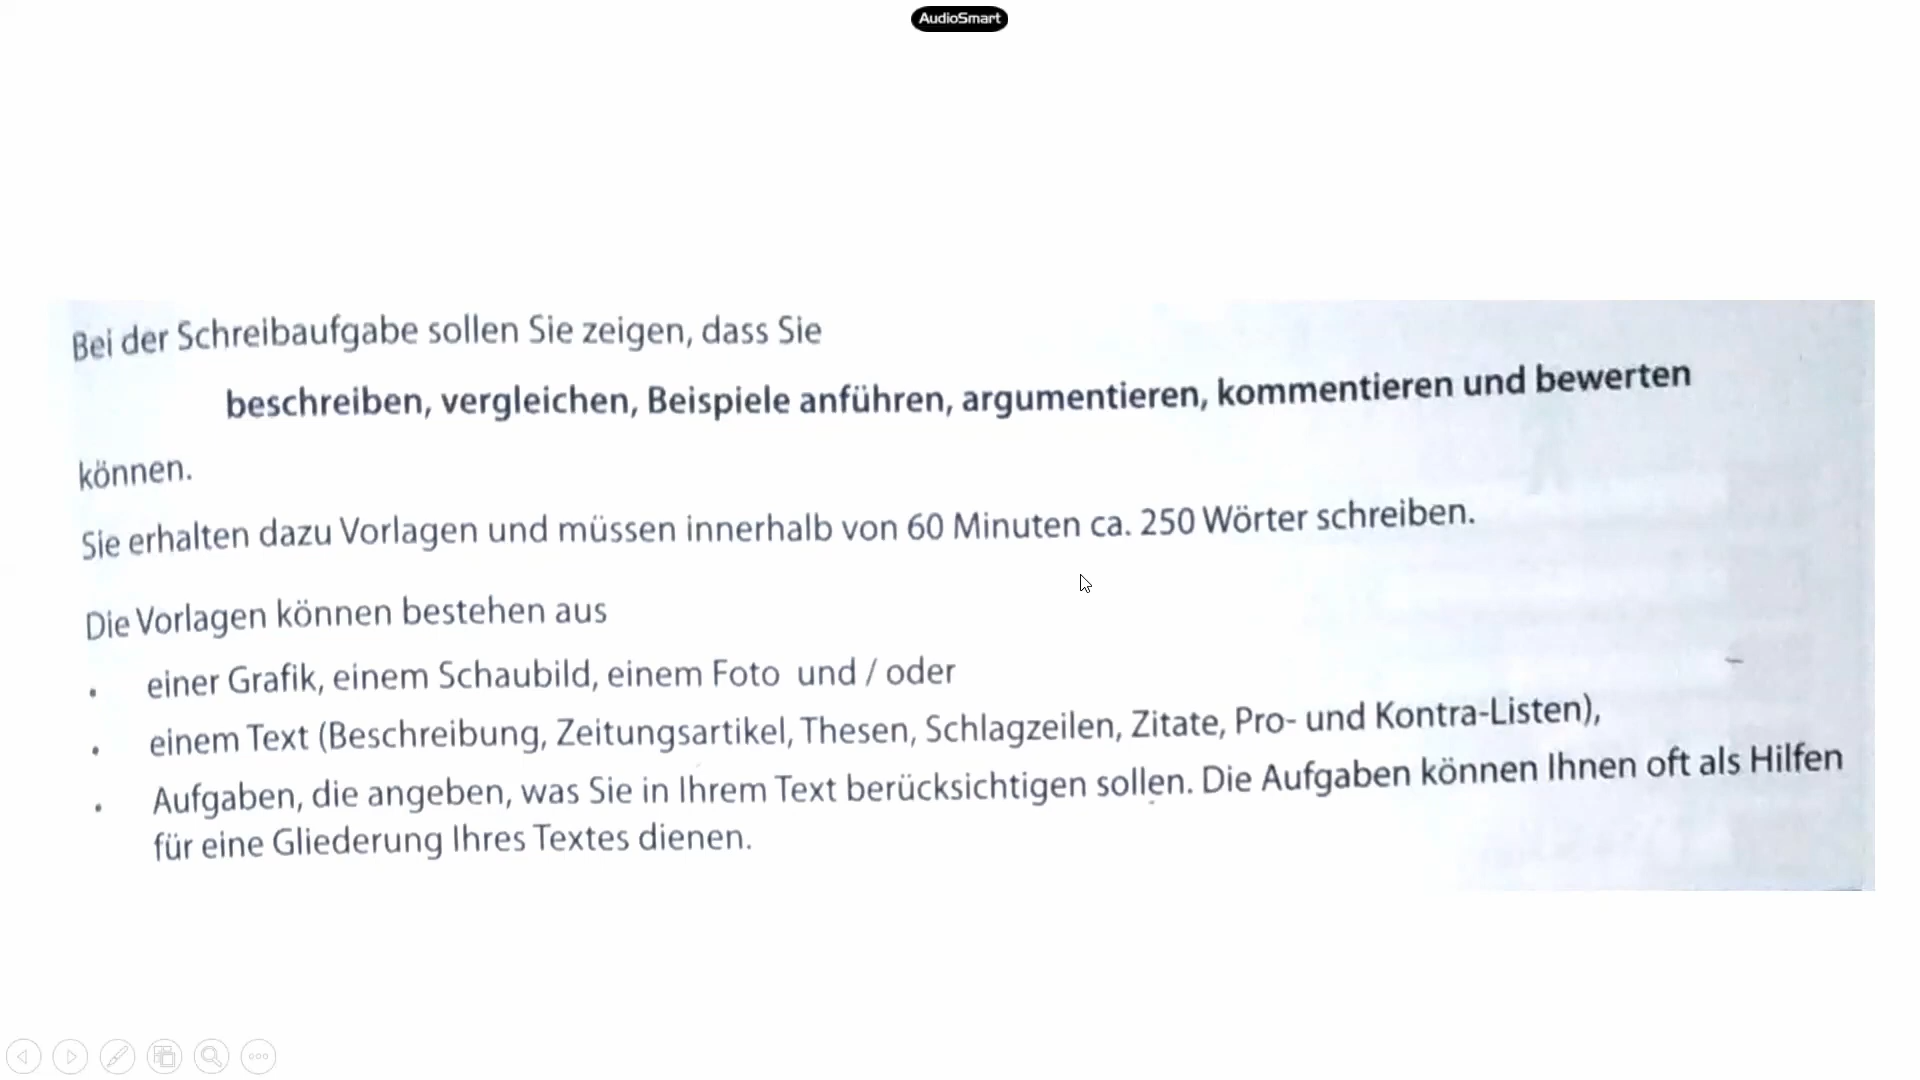 AudioSmart
Bei der Schreibaufgabe sollen Sie zeigen, dass Sie
beschreiben, vergleichen, Beispiele anführen, argumentieren, kommentieren und bewerten
können.
Sie erhalten dazu Vorlagen und müssen innerhalb von 60 Minuten ca. 250 Wörter schreiben.
Die Vorlagen können bestehen aus
• einer Grafik, einem Schaubild, einem Foto und / oder
• einem Text (Beschreibung, Zeitungsartikel, Thesen, Schlagzeilen, Zitate, Pro- und Kontra-Listen),
• Aufgaben, die angeben, was Sie in Ihrem Text berücksichtigen sollen. Die Aufgaben können Ihnen oft als Hilfen
für eine Gliederung Ihres Textes dienen.